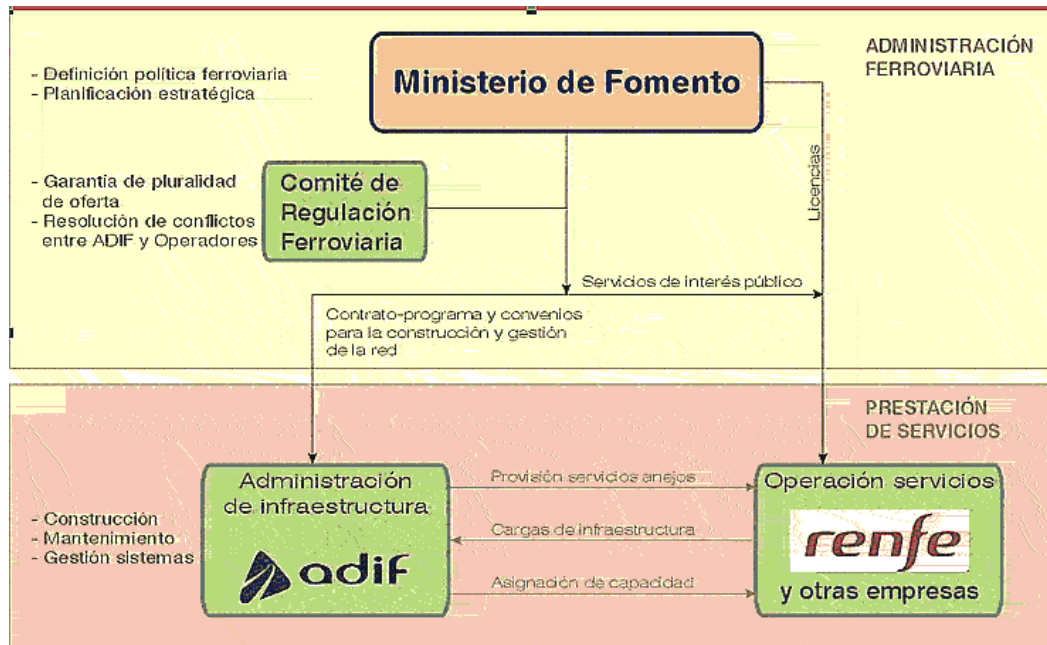 ADMINISTRACIÓN
FERROVIARIA
Ministerio de Fomento
- Definición política ferroviaria
- Planificación estratégica
Licencias
- Garantía de pluralidad
de oferta
- Resolución de conflictos
entre ADIF y Operadores
Comité de
Regulación
Ferroviaria
Servicios de interés público
Contrato-programa y convenios
para la construcción y gestión
de la red
PRESTACIÓN
DE SERVICIOS
- Construcción
- Mantenimiento
- Gestión sistemas
Administración
de infraestructura
adif
Provisión servicios anejos
Cargas de infraestructura
Asignación de capacidad
Operación servicios
renfe
y otras empresas